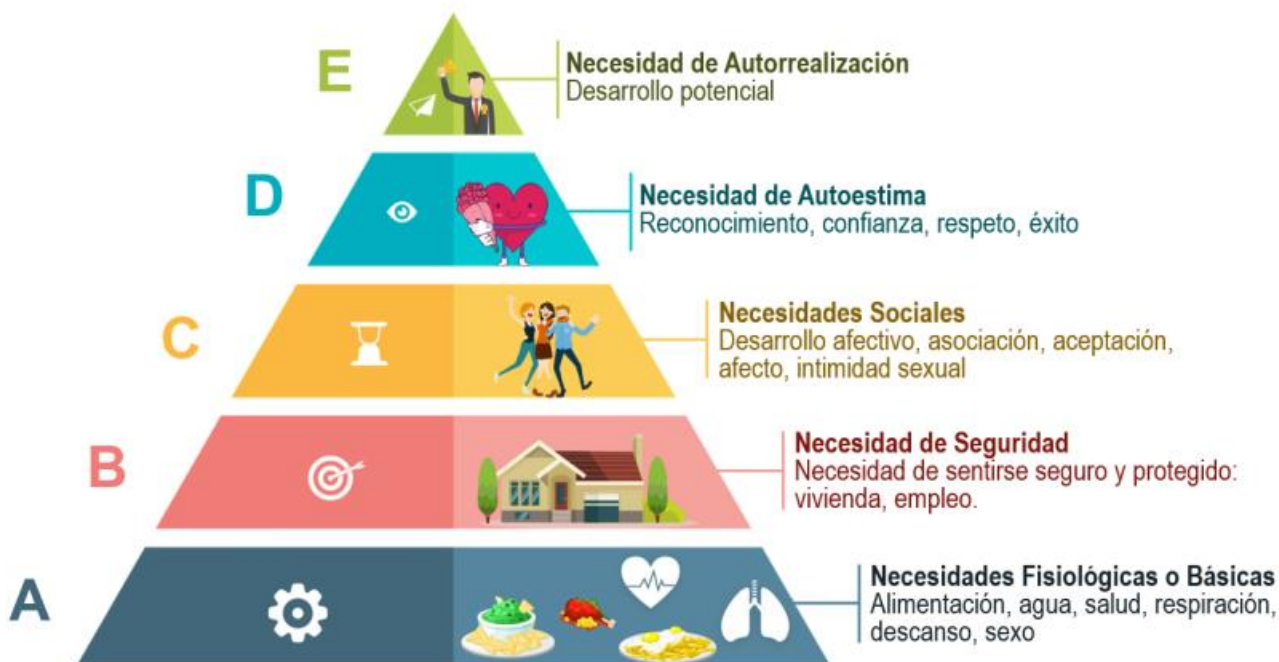 E
Necesidad de Autorrealización
Desarrollo potencial
D
Necesidad de Autoestima
Reconocimiento, confianza, respeto, éxito
C
Necesidades Sociales
Desarrollo afectivo, asociación, aceptación,
afecto, intimidad sexual
B
Necesidad de Seguridad
Necesidad de sentirse seguro y protegido:
vivienda, empleo.
A
Necesidades Fisiológicas o Básicas
Alimentación, agua, salud, respiración,
descanso, sexo